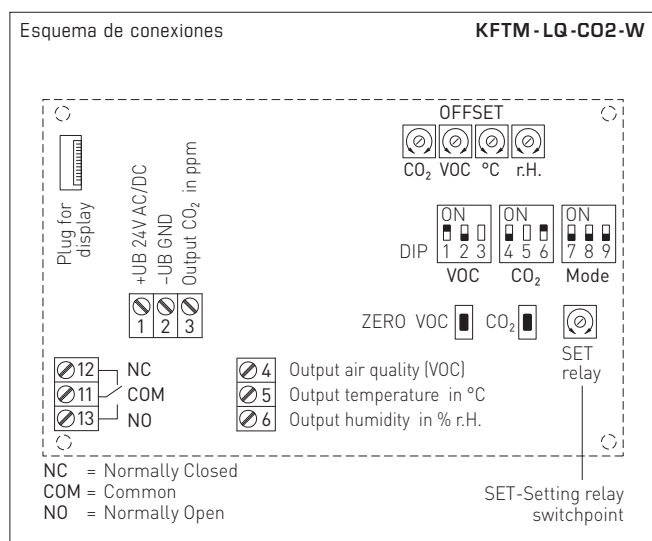 Esquema de conexiones KFTM-LQ-CO2-W
OFFSET
CO₂ VOC °C r.H.
Plug for
display
+UB 24V AC/DC
–UB GND
Output CO₂ in ppm
1 2 3
ON ON ON
DIP 1 2 3 4 5 6 7 8 9
VOC CO₂ Mode
ZERO VOC CO₂
SET
relay
12 NC
11 COM
13 NO
4 Output air quality (VOC)
5 Output temperature in °C
6 Output humidity in % r.H.
NC = Normally Closed
COM = Common
NO = Normally Open
SET-Setting relay
switchpoint